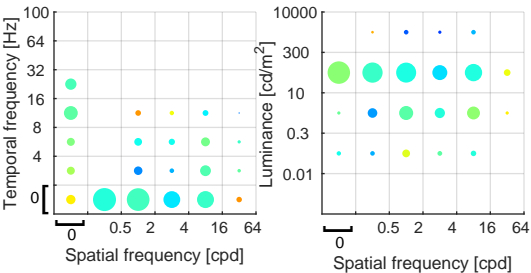 100
64
32
16
8
4
0
Temporal frequency [Hz]
0
0.5 2 4 16 64
Spatial frequency [cpd]
10000
300
10
0.3
0.01
Luminance [cd/m²]
0
0.5 2 4 16 64
Spatial frequency [cpd]